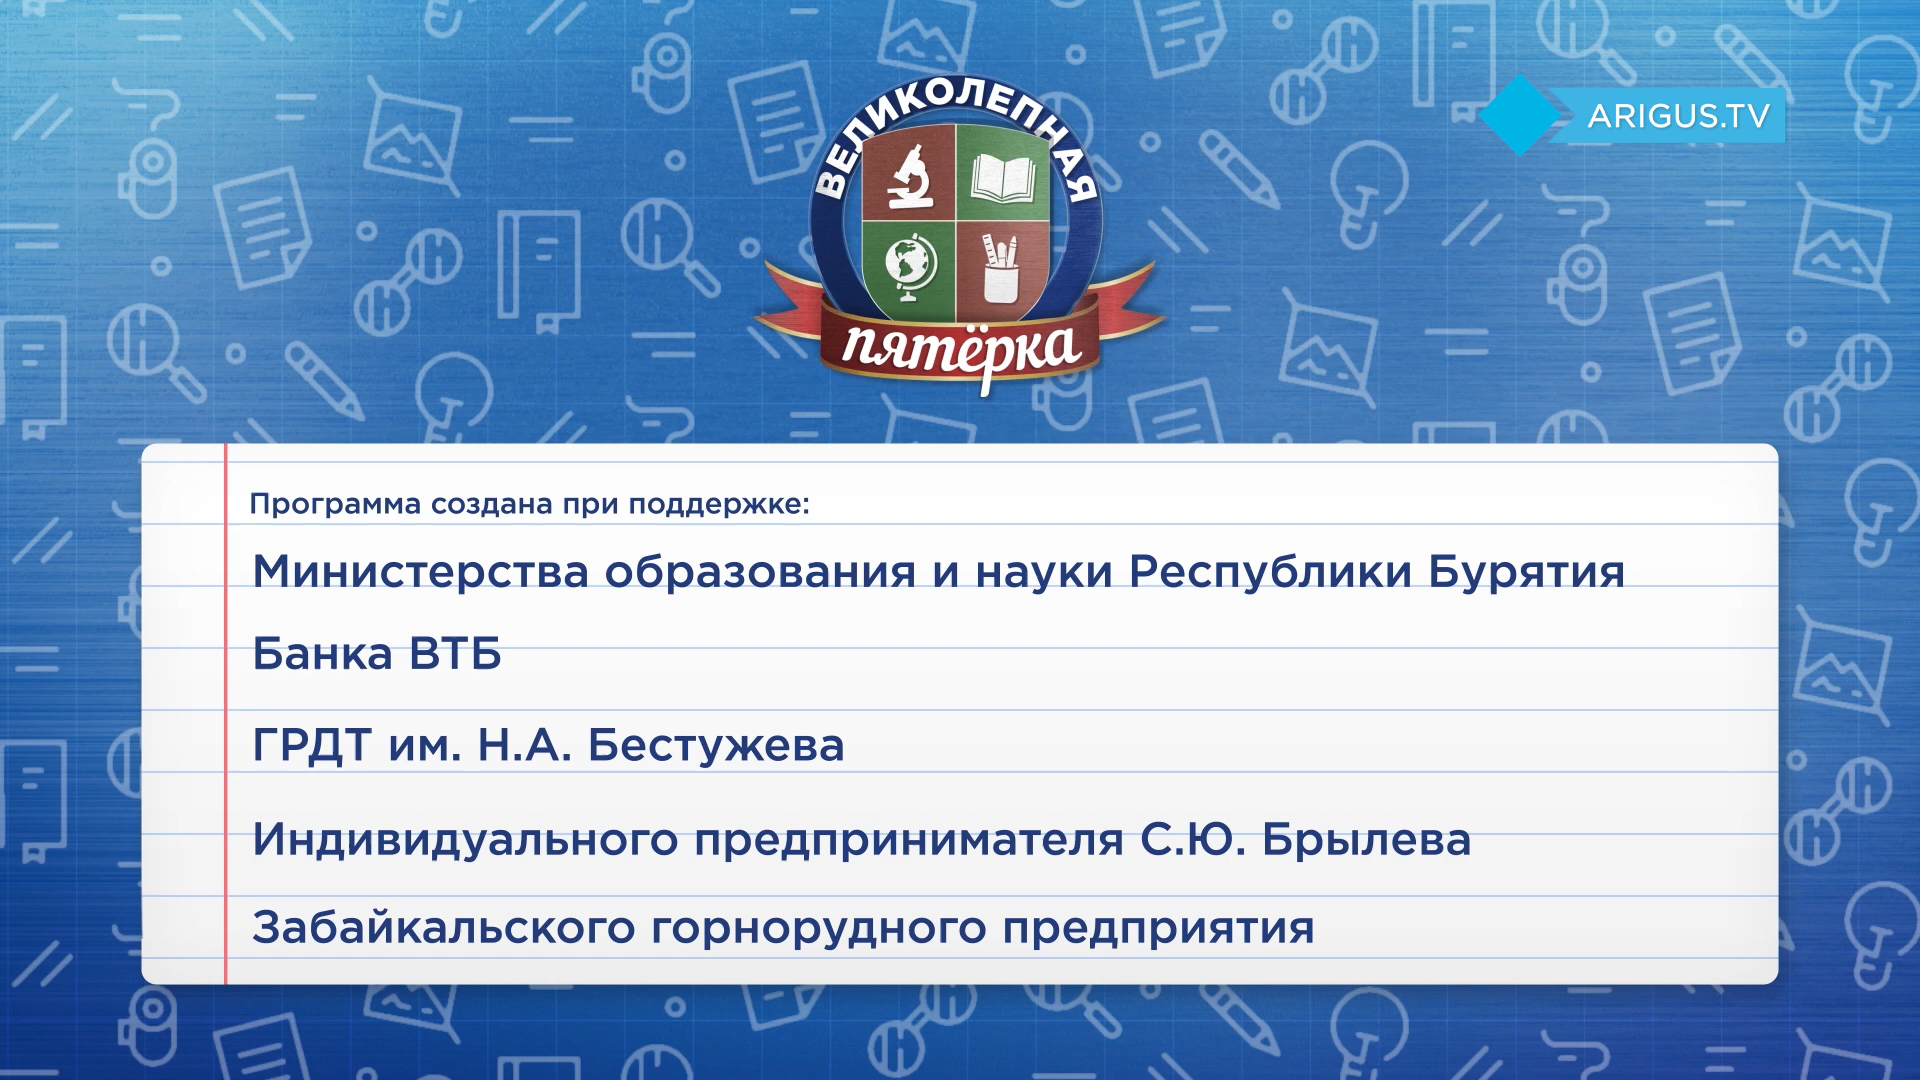 ВЕЛИКОЛЕПНАЯ
пятёрка
ARIGUS.TV
Программа создана при поддержке:
Министерства образования и науки Республики Бурятия
Банка ВТБ
ГРДТ им. Н.А. Бестужева
Индивидуального предпринимателя С.Ю. Брылева
Забайкальского горнорудного предприятия